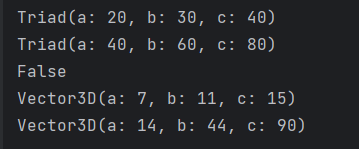 Triad(a: 20, b: 30, c: 40)
Triad(a: 40, b: 60, c: 80)
False
Vector3D(a: 7, b: 11, c: 15)
Vector3D(a: 14, b: 44, c: 90)